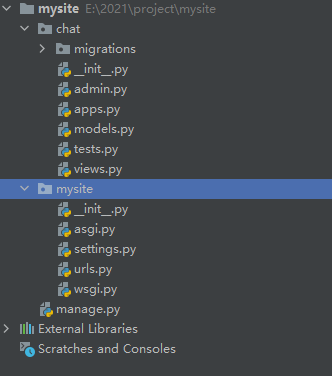 mysite E:\2021\project\mysite
chat
migrations
__init__.py
admin.py
apps.py
models.py
tests.py
views.py
mysite
__init__.py
asgi.py
settings.py
urls.py
wsgi.py
manage.py
External Libraries
Scratches and Consoles